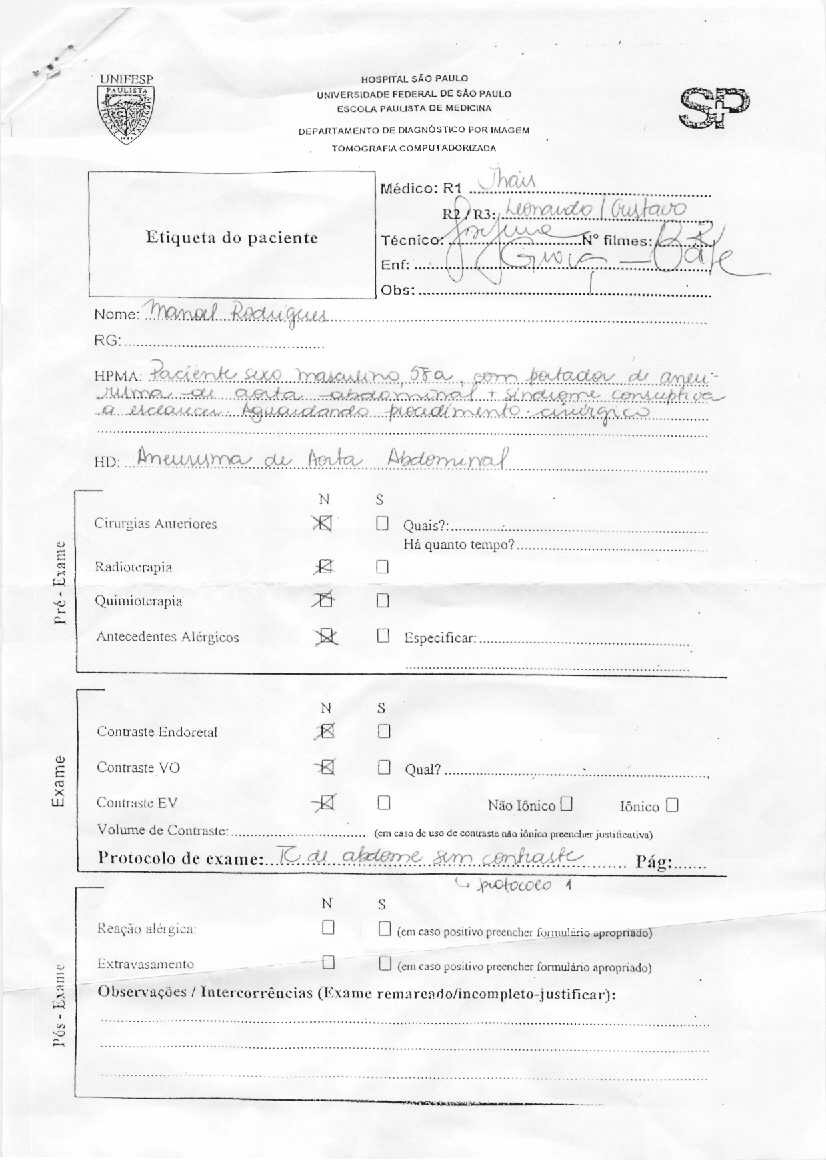 UNIFESP
PAULISTA
HOSPITAL SÃO PAULO
UNIVERSIDADE FEDERAL DE SÃO PAULO
ESCOLA PAULISTA DE MEDICINA
DEPARTAMENTO DE DIAGNÓSTICO POR IMAGEM
TOMOGRAFIA COMPUTADORIZADA
SP
Etiqueta do paciente
Médico: R1 Thais
R2/R3: Leonardo / Gustavo
Técnico: Nº filmes:
Enf:
Obs:
Nome: Manoel Rodrigues
RG:
HPMA: Paciente sexo masculino, 58a, com portador de aneu-
risma de aorta abdominal + síndrome consuptiva
a esclarecer. Aguardando procedimento cirúrgico
HD: Aneurisma de Aorta Abdominal
Pré - Exame
N S
Cirurgias Anteriores Quais?:
Há quanto tempo?
Radioterapia
Quimioterapia
Antecedentes Alérgicos Especificar:
Exame
N S
Contraste Endoretal
Contraste VO Qual?
Contraste EV Não Iônico Iônico
Volume de Contraste: (em caso de uso de contraste não iônico preencher justificativa)
Protocolo de exame: TC de abdome sem contraste Pág:
↳ protocolo 1
Pós - Exame
N S
Reação alérgica: (em caso positivo preencher formulário apropriado)
Extravasamento (em caso positivo preencher formulário apropriado)
Observações / Intercorrências (Exame remarcado/incompleto-justificar):